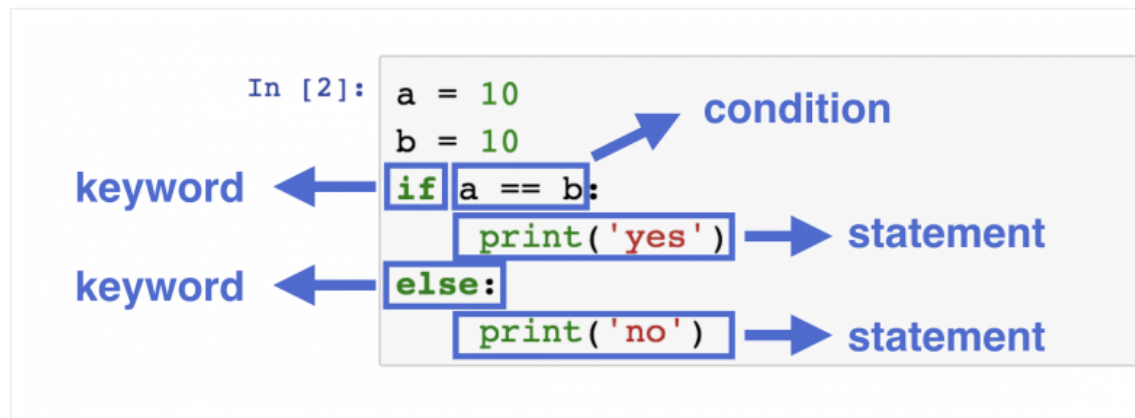 In [2]: a = 10
b = 10
condition
keyword if a == b:
print('yes') statement
keyword else:
print('no') statement